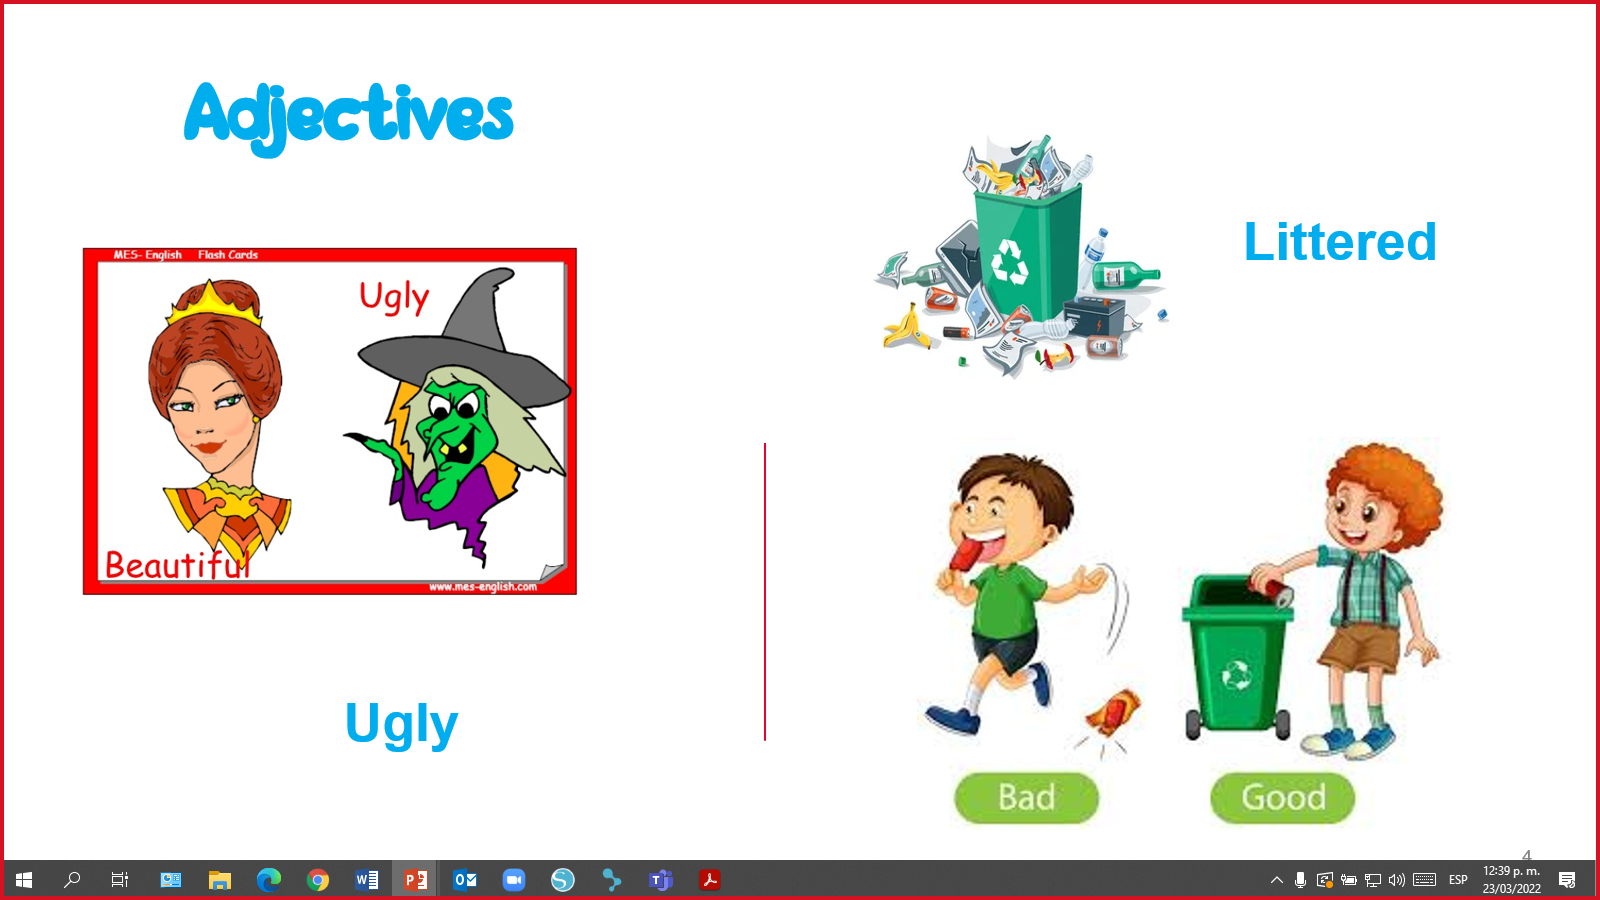 Adjectives
MES- English Flash Cards
Ugly
Beautiful
www.mes-english.com
Ugly
Littered
Bad
Good
4
ESP
12:39 p. m.
23/03/2022